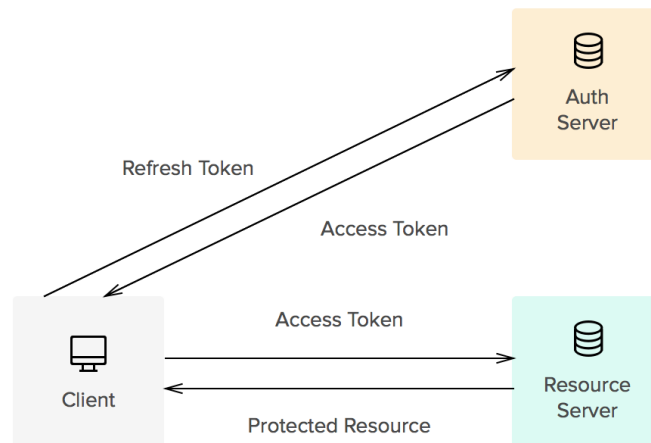 Auth
Server
Refresh Token
Access Token
Access Token
Client
Resource
Server
Protected Resource